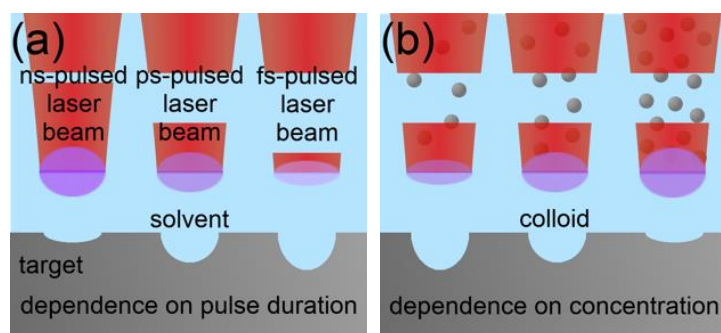 (a)
ns-pulsed ps-pulsed fs-pulsed
laser laser laser
beam beam beam
solvent
target
dependence on pulse duration
(b)
colloid
dependence on concentration